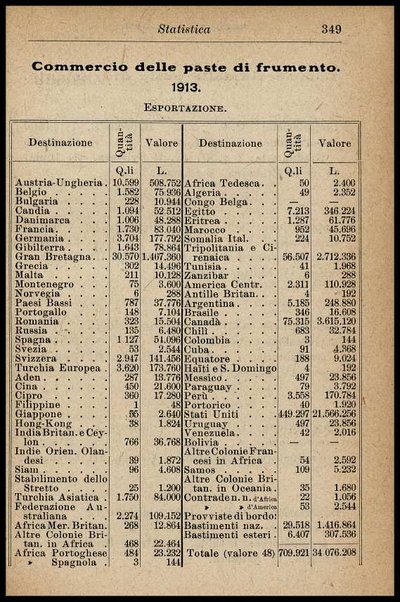 Statistica 349
Commercio delle paste di frumento.
1913.
ESPORTAZIONE.
Destinazione Quantità Valore Destinazione Quantità Valore
Q.li L. Q.li L.
Austria-Ungheria . 10.599 508.752 Africa Tedesca. . 50 2.400
Belgio . . . . . 1.582 75.936 Algeria. . . . . 49 2.352
Bulgaria . . . . 228 10.944 Congo Belga. . . — —
Candia . . . . . 1.094 52.512 Egitto . . . . . 7.213 346.224
Danimarca . . . 1.006 48.288 Eritrea . . . . . 1.287 61.776
Francia. . . . . 1.730 83.040 Marocco . . . . 952 45.696
Germania. . . . 3.704 177.792 Somalia Ital. . . 224 10.752
Gibilterra. . . . 1.643 78.864 Tripolitania e Ci-
Gran Bretagna. . 30.570 1.467.360 renaica . . . . 56.507 2.712.336
Grecia . . . . . 302 14.496 Tunisia . . . . . 41 1.968
Malta . . . . . 211 10.128 Zanzibar . . . . 6 288
Montenegro . . . 75 3.600 America Centr. . 2.311 110.928
Norvegia . . . . 6 288 Antille Britan. . . 4 192
Paesi Bassi . . . 787 37.776 Argentina. . . . 5.185 248.880
Portogallo . . . 148 7.104 Brasile . . . . . 346 16.608
Romania . . . . 323 15.504 Canadà . . . . . 75.315 3.615.120
Russia . . . . . 135 6.480 Chilì . . . . . . 683 32.784
Spagna . . . . . 1 127 54.096 Colombia . . . . 3 144
Svezia . . . . . 53 2.544 Cuba. . . . . . 91 4.368
Svizzera . . . . 2.947 141.456 Equatore . . . . 188 9.024
Turchia Europea . 3.620 173.760 Haïti e S. Domingo 4 192
Aden . . . . . . 287 13.776 Messico. . . . . 497 23.856
Cina . . . . . . 450 21.600 Paraguay . . . . 79 3.792
Cipro . . . . . 360 17.280 Perù . . . . . . 3.558 170.784
Filippine . . . . 1 48 Portorico . . . . 40 1.920
Giappone . . . . 55 2.640 Stati Uniti . . . 449.297 21.566.256
Hong-Kong . . . 38 1.824 Uruguay . . . . 497 23.856
India Britan. e Cey- Venezuela. . . . 42 2.016
lon . . . . . . 766 36.768 Bolivia . . . . . — —
Indie Orien. Olan- Altre Colonie Fran-
desi . . . . . 39 1.872 cesi in Africa 54 2.592
Siam . . . . . . 96 4.608 Samos . . . . . 109 5.232
Stabilimento dello Altre Colonie Bri-
Stretto . . . . 25 1.200 tan. in Oceania . 35 1.680
Turchia Asiatica . 1.750 84.000 Contrade n. n. d'Africa 22 1.056
Federazione Au- » » d'America 53 2.544
straliana . . . 2.274 109.152 Provviste di bordo:
Africa Mer. Britan. 268 12.864 Bastimenti naz. . 29.518 1.416.864
Altre Colonie Bri- Bastimenti esteri . 6.407 307.536
tan. in Africa . 468 22.464
Africa Portoghese 484 23.232 Totale (valore 48) 709.921 34 076.208
» Spagnola . 3 144